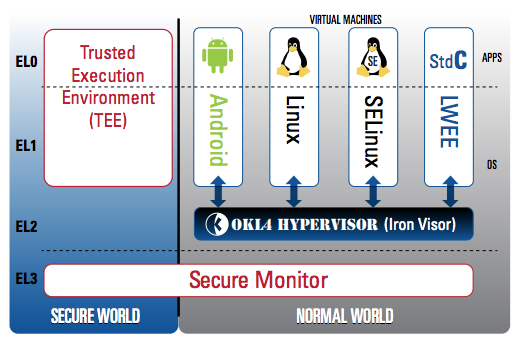 VIRTUAL MACHINES
EL0
Trusted
Execution
Environment
(TEE)
SE
StdC
APPS
EL1
Android
Linux
SELinux
LWEE
OS
EL2
OKL4 HYPERVISOR (Iron Visor)
EL3
Secure Monitor
SECURE WORLD
NORMAL WORLD